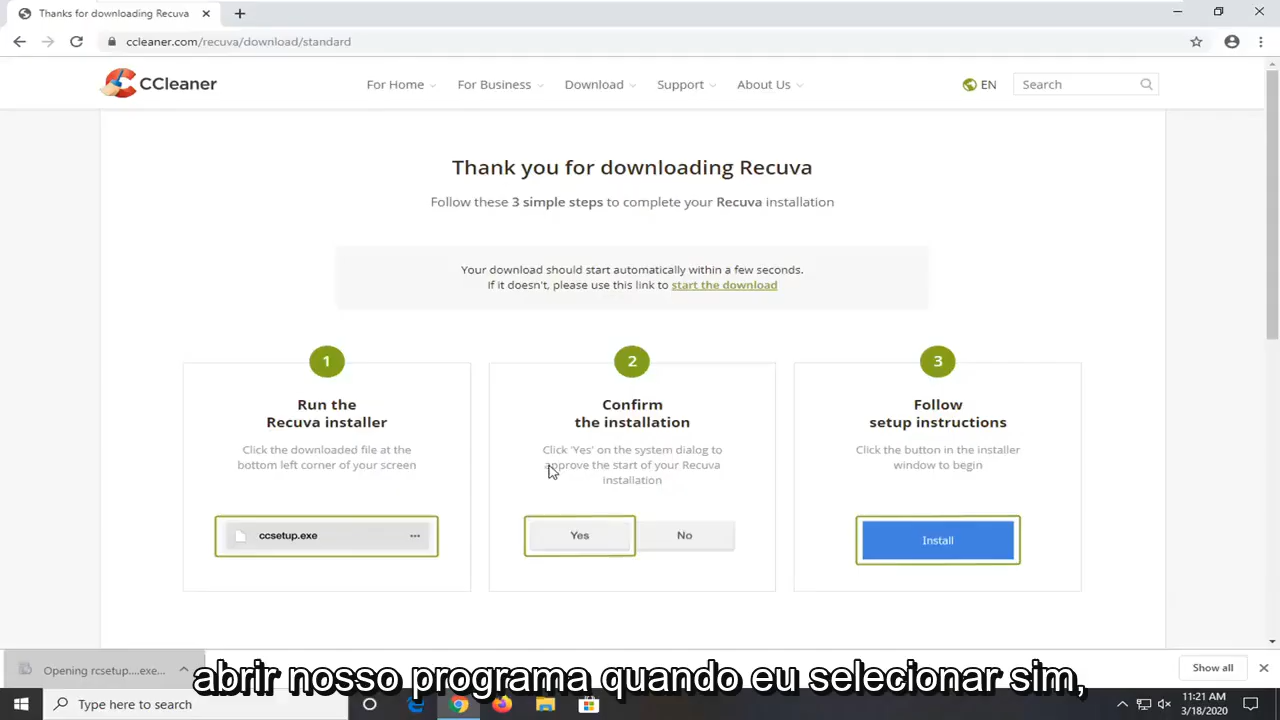 Thanks for downloading Recuva
ccleaner.com/recuva/download/standard
CCleaner
For Home
For Business
Download
Support
About Us
EN
Search
Thank you for downloading Recuva
Follow these 3 simple steps to complete your Recuva installation
Your download should start automatically within a few seconds.
If it doesn't, please use this link to start the download
1
Run the
Recuva installer
Click the downloaded file at the
bottom left corner of your screen
ccsetup.exe
2
Confirm
the installation
Click 'Yes' on the system dialog to
approve the start of your Recuva
installation
Yes
No
3
Follow
setup instructions
Click the button in the installer
window to begin
Install
Opening rcsetup....exe...
Show all
abrir nosso programa quando eu selecionar sim,
Type here to search
11:21 AM
3/18/2020